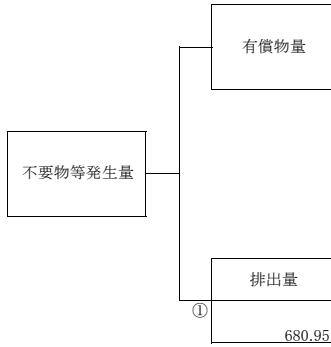 有償物量
不要物等発生量
排出量
①
680.95